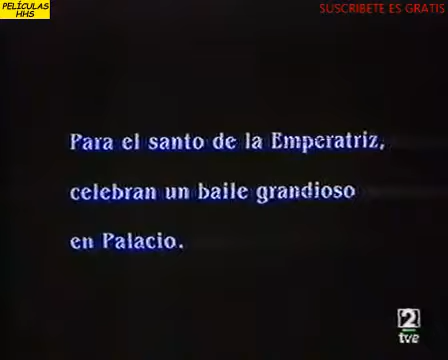 PELÍCULAS
HHS
SUSCRIBETE ES GRATIS
Para el santo de la Emperatriz,
celebran un baile grandioso
en Palacio.
2
tve